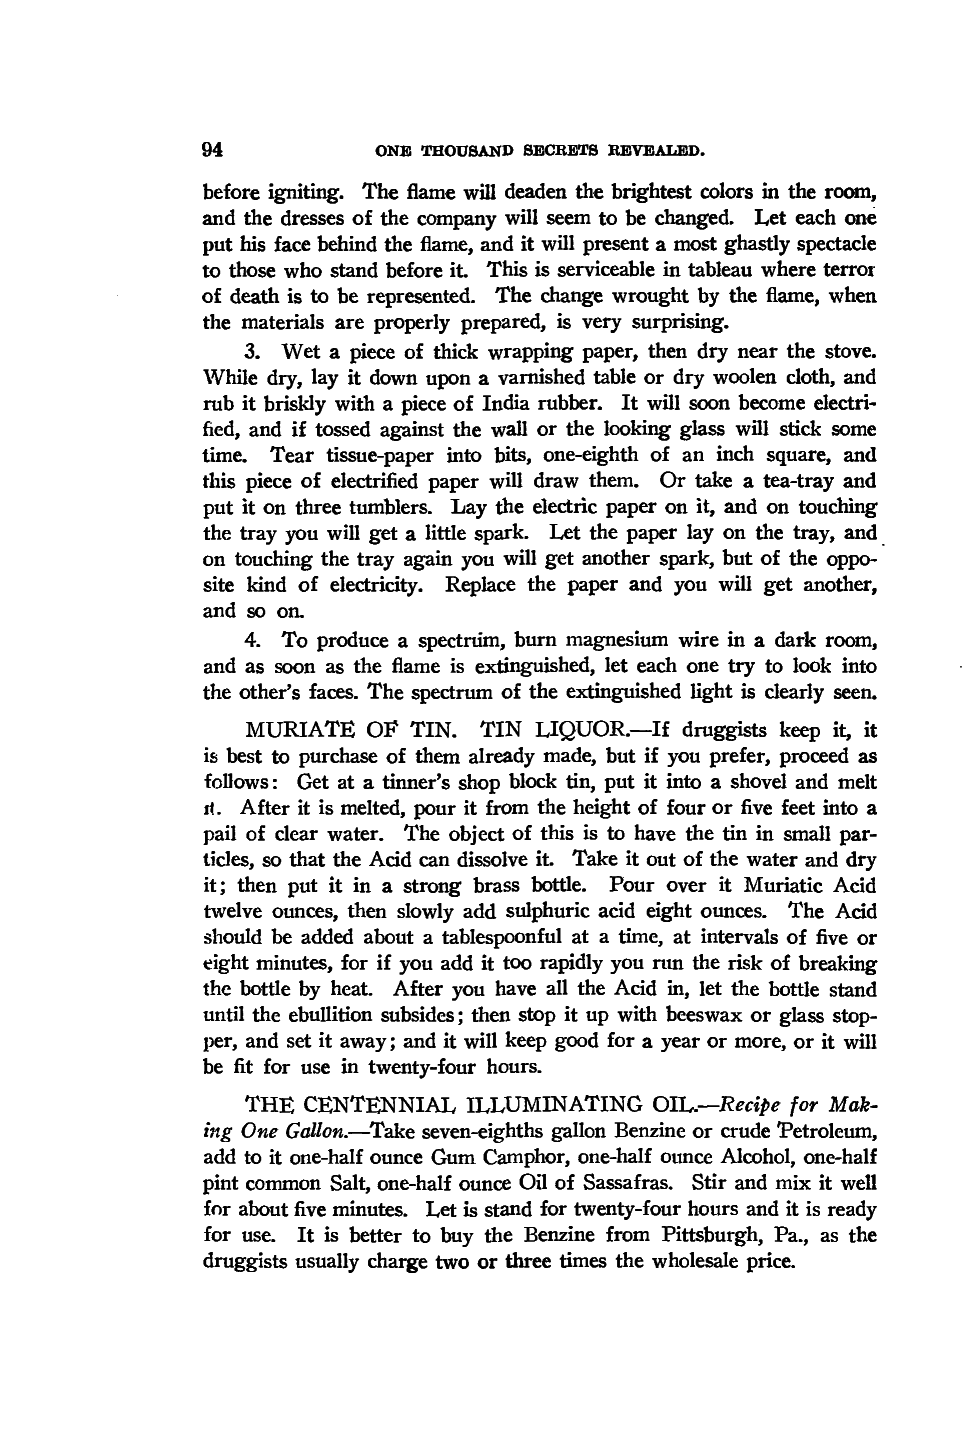 94 ONE THOUSAND SECRETS REVEALED.
before igniting. The flame will deaden the brightest colors in the room,
and the dresses of the company will seem to be changed. Let each one
put his face behind the flame, and it will present a most ghastly spectacle
to those who stand before it. This is serviceable in tableau where terror
of death is to be represented. The change wrought by the flame, when
the materials are properly prepared, is very surprising.
3. Wet a piece of thick wrapping paper, then dry near the stove.
While dry, lay it down upon a varnished table or dry woolen cloth, and
rub it briskly with a piece of India rubber. It will soon become electri-
fied, and if tossed against the wall or the looking glass will stick some
time. Tear tissue-paper into bits, one-eighth of an inch square, and
this piece of electrified paper will draw them. Or take a tea-tray and
put it on three tumblers. Lay the electric paper on it, and on touching
the tray you will get a little spark. Let the paper lay on the tray, and
on touching the tray again you will get another spark, but of the oppo-
site kind of electricity. Replace the paper and you will get another,
and so on.
4. To produce a spectrum, burn magnesium wire in a dark room,
and as soon as the flame is extinguished, let each one try to look into
the other's faces. The spectrum of the extinguished light is clearly seen.
MURIATE OF TIN. TIN LIQUOR.—If druggists keep it, it
is best to purchase of them already made, but if you prefer, proceed as
follows: Get at a tinner's shop block tin, put it into a shovel and melt
it. After it is melted, pour it from the height of four or five feet into a
pail of clear water. The object of this is to have the tin in small par-
ticles, so that the Acid can dissolve it. Take it out of the water and dry
it; then put it in a strong brass bottle. Pour over it Muriatic Acid
twelve ounces, then slowly add sulphuric acid eight ounces. The Acid
should be added about a tablespoonful at a time, at intervals of five or
eight minutes, for if you add it too rapidly you run the risk of breaking
the bottle by heat. After you have all the Acid in, let the bottle stand
until the ebullition subsides; then stop it up with beeswax or glass stop-
per, and set it away; and it will keep good for a year or more, or it will
be fit for use in twenty-four hours.
THE CENTENNIAL ILLUMINATING OIL.—Recipe for Mak-
ing One Gallon.—Take seven-eighths gallon Benzine or crude Petroleum,
add to it one-half ounce Gum Camphor, one-half ounce Alcohol, one-half
pint common Salt, one-half ounce Oil of Sassafras. Stir and mix it well
for about five minutes. Let is stand for twenty-four hours and it is ready
for use. It is better to buy the Benzine from Pittsburgh, Pa., as the
druggists usually charge two or three times the wholesale price.